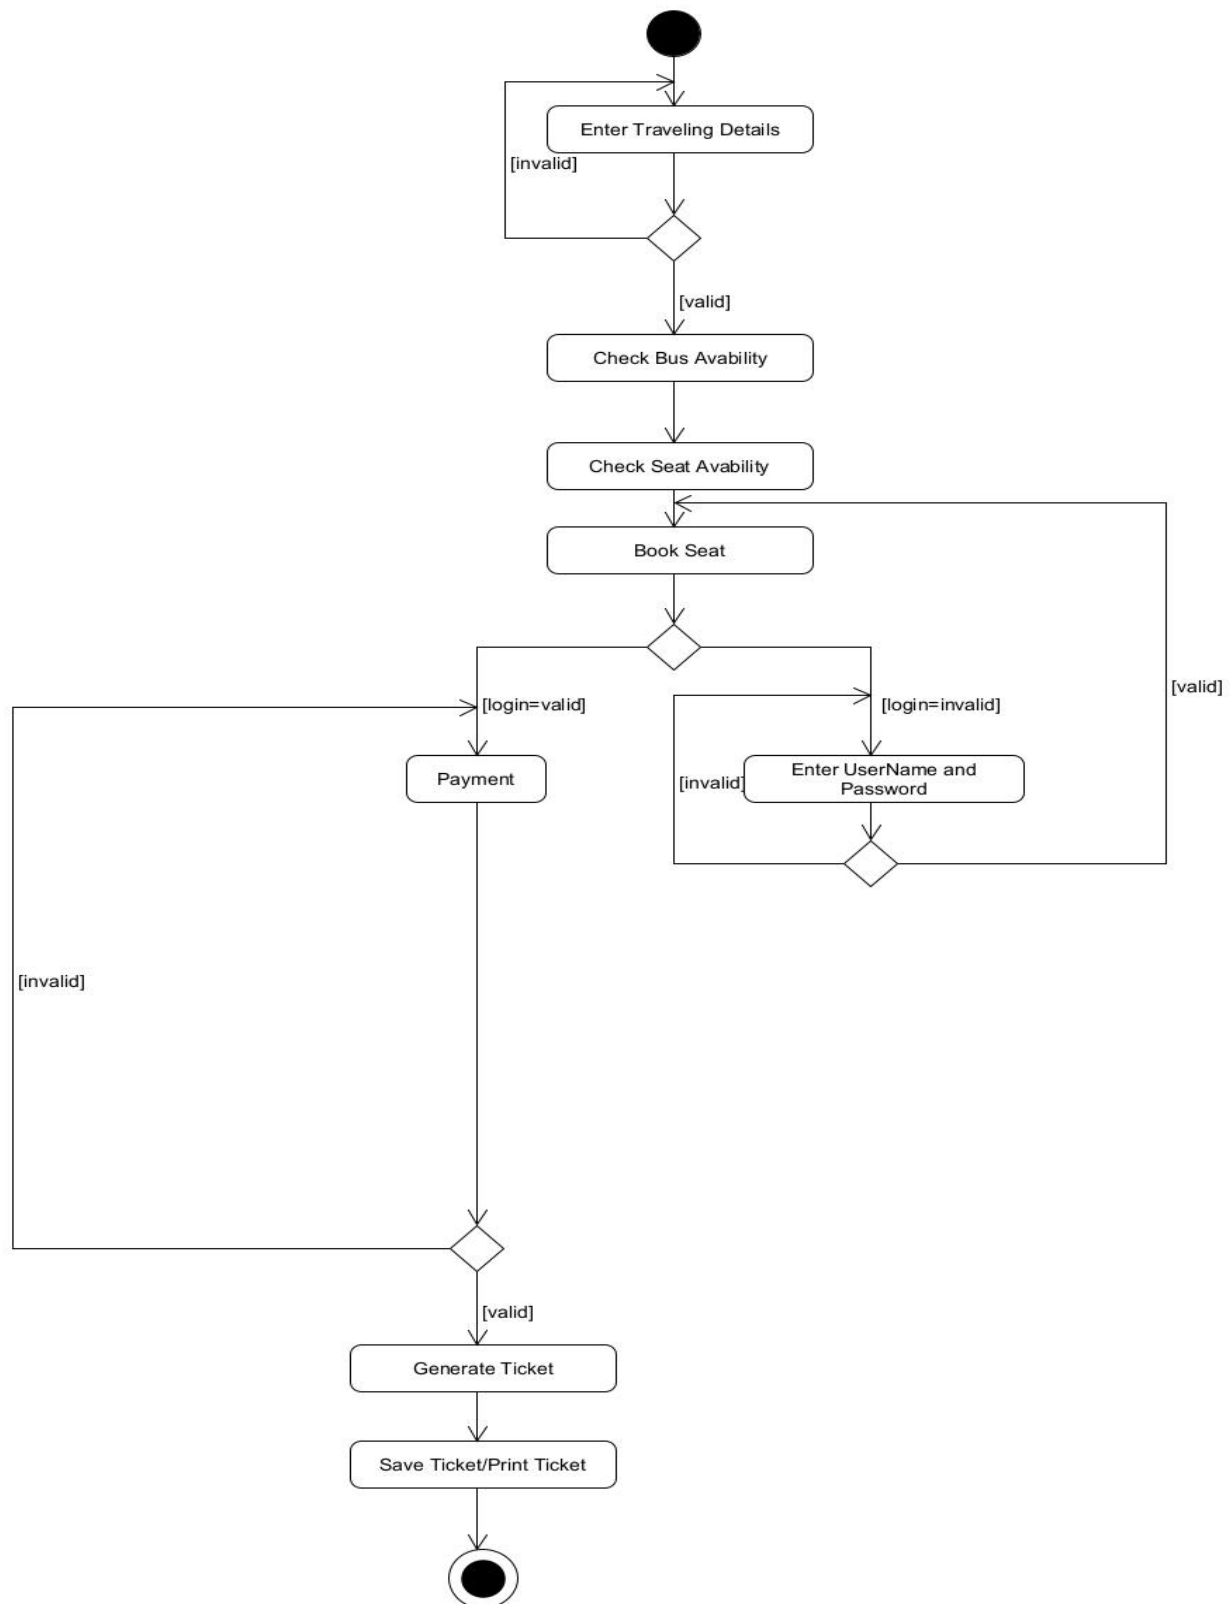 Enter Traveling Details
[invalid]
[valid]
Check Bus Avability
Check Seat Avability
Book Seat
[valid]
[login=valid]
[login=invalid]
Payment
[invalid]
Enter UserName and
Password
[invalid]
[valid]
Generate Ticket
Save Ticket/Print Ticket